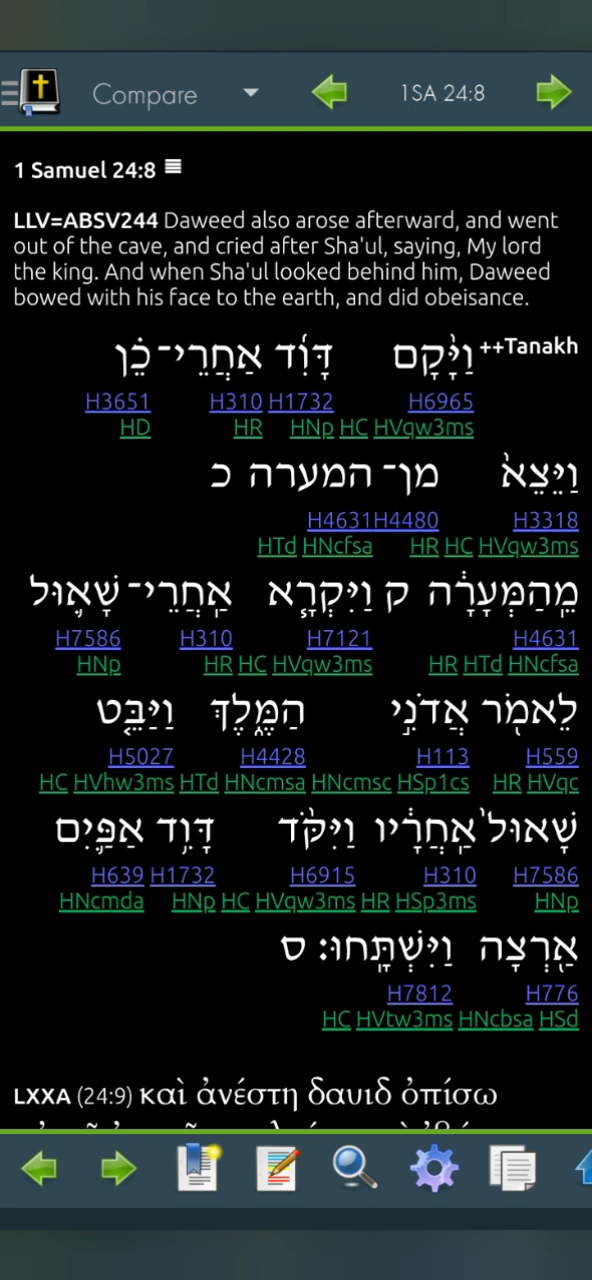 Compare 1SA 24:8
1 Samuel 24:8
LLV=ABSV244 Daweed also arose afterward, and went
out of the cave, and cried after Sha'ul, saying, My lord
the king. And when Sha'ul looked behind him, Daweed
bowed with his face to the earth, and did obeisance.
++Tanakh וַיָּ֨קָם דָּוִ֜ד אַחֲרֵי־כֵ֗ן
H3651 H310 H1732 H6965
HD HR HNp HC HVqw3ms
וַיֵּצֵא֙ מן־ המערה כ
H4631H4480 H3318
HTd HNcfsa HR HC HVqw3ms
מֵֽהַמְּעָרָ֔ה ק וַיִּקְרָ֧א אַֽחֲרֵי־שָׁא֛וּל
H7586 H310 H7121 H4631
HNp HR HC HVqw3ms HR HTd HNcfsa
לֵאמֹ֖ר אֲדֹנִ֣י הַמֶּ֑לֶךְ וַיַּבֵּ֤ט
H5027 H4428 H113 H559
HC HVhw3ms HTd HNcmsa HNcmsc HSp1cs HR HVqc
שָׁאוּל֙ אַֽחֲרָ֔יו וַיִּקֹּ֨ד דָּוִ֥ד אַפַּ֛יִם
H639 H1732 H6915 H310 H7586
HNcmda HNp HC HVqw3ms HR HSp3ms HNp
אַ֖רְצָה וַיִּשְׁתָּֽחוּ׃ ס
H7812 H776
HC HVtw3ms HNcbsa HSd
LXXA (24:9) καὶ ἀνέστη δαυιδ ὀπίσω